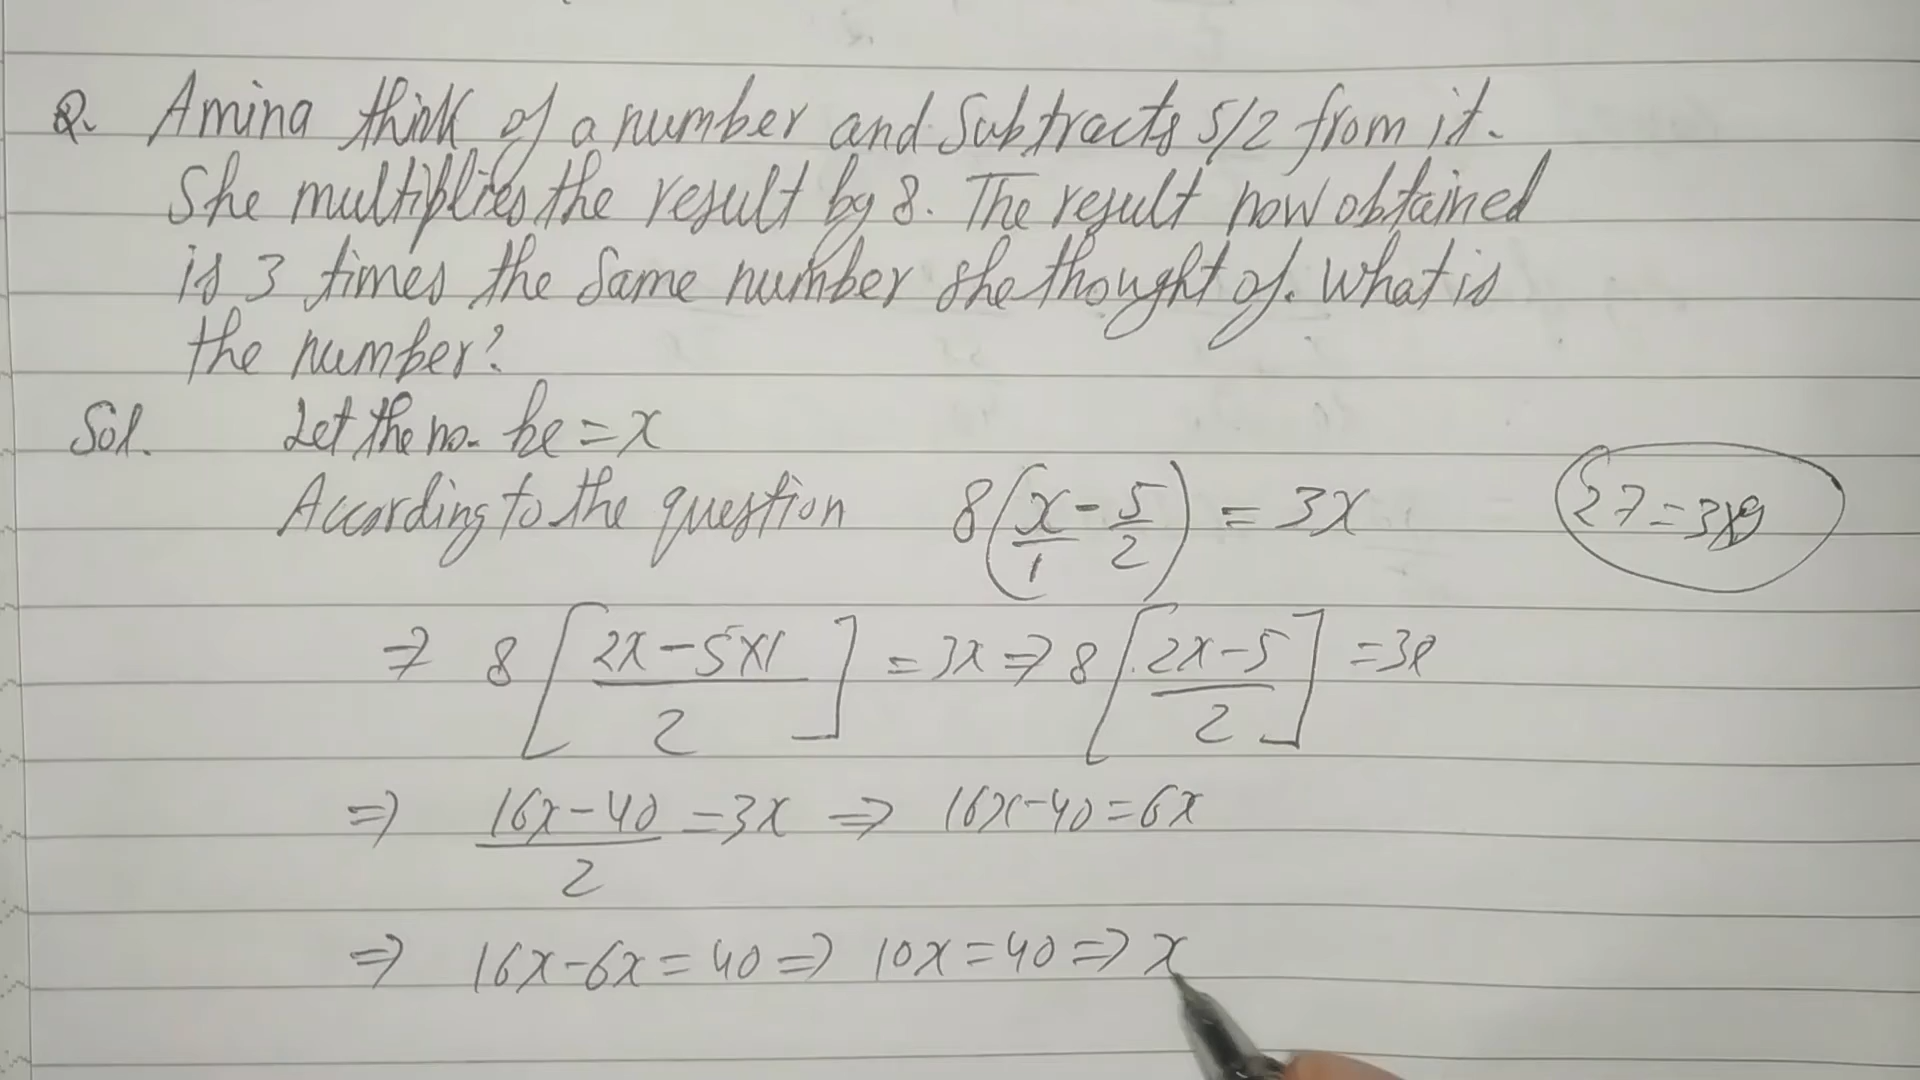 Q. Amina think of a number and Subtracts 5/2 from it.
She multiplies the result by 8. The result now obtained
is 3 times the same number she thought of. What is
the number?
Sol. Let the no. be = x
According to the question 8(x/1 - 5/2) = 3x 27 = 3x9
⇒ 8[(2x - 5x1)/2] = 3x ⇒ 8[(2x - 5)/2] = 3x
⇒ (16x - 40)/2 = 3x ⇒ 16x - 40 = 6x
⇒ 16x - 6x = 40 ⇒ 10x = 40 ⇒ x